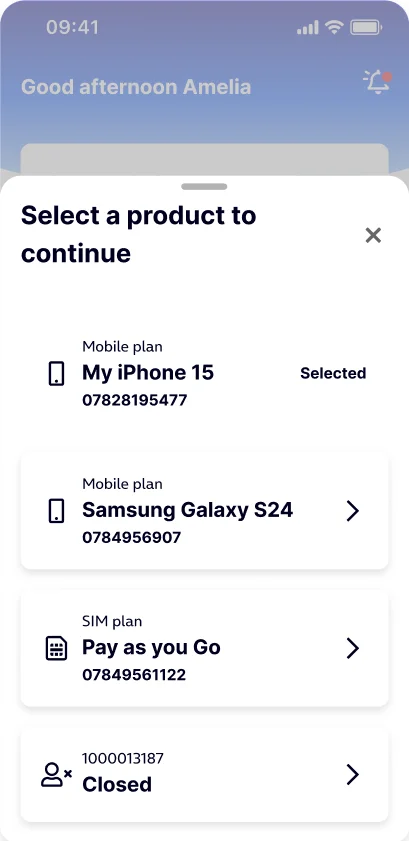 09:41
Good afternoon Amelia
Select a product to
continue
Mobile plan
My iPhone 15
Selected
07828195477
Mobile plan
Samsung Galaxy S24
0784956907
SIM plan
Pay as you Go
07849561122
1000013187
Closed